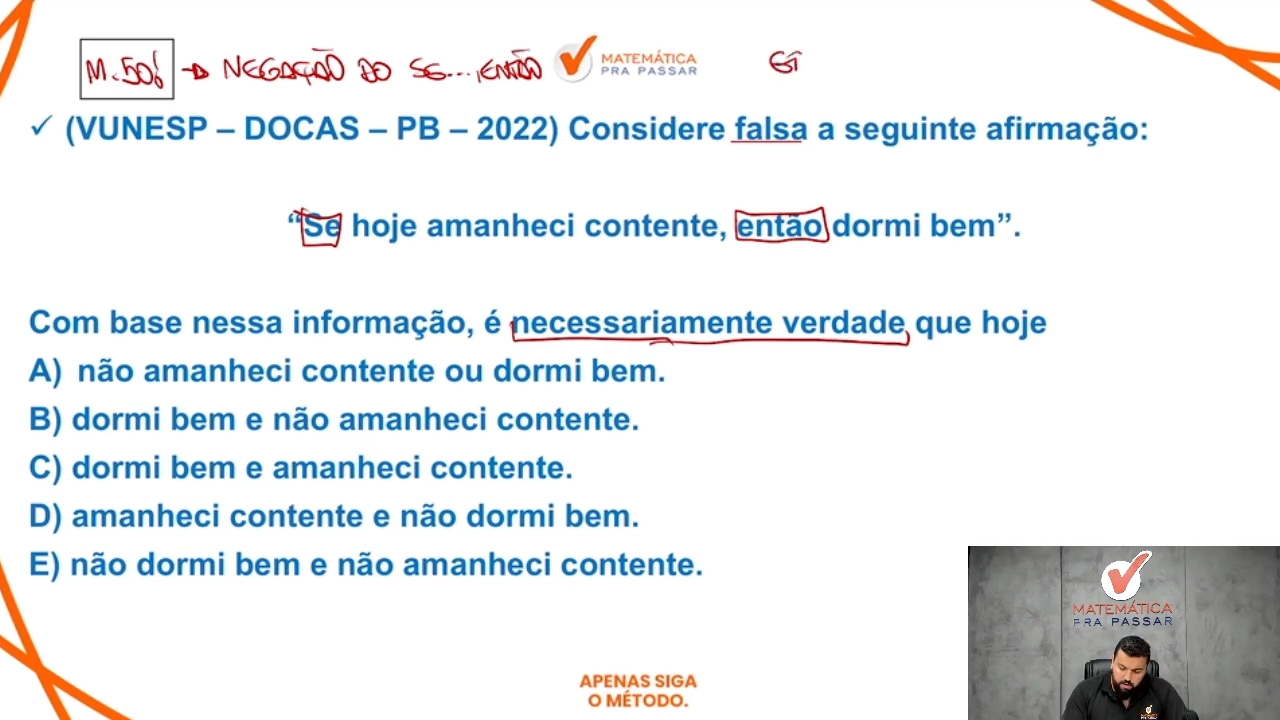 M.50! → NEGAÇÃO DO SE...,ENTÃO
MATEMÁTICA
PRA PASSAR
✓ (VUNESP – DOCAS – PB – 2022) Considere falsa a seguinte afirmação:
“Se hoje amanheci contente, então dormi bem”.
Com base nessa informação, é necessariamente verdade que hoje
A) não amanheci contente ou dormi bem.
B) dormi bem e não amanheci contente.
C) dormi bem e amanheci contente.
D) amanheci contente e não dormi bem.
E) não dormi bem e não amanheci contente.
MATEMÁTICA
PRA PASSAR
APENAS SIGA
O MÉTODO.